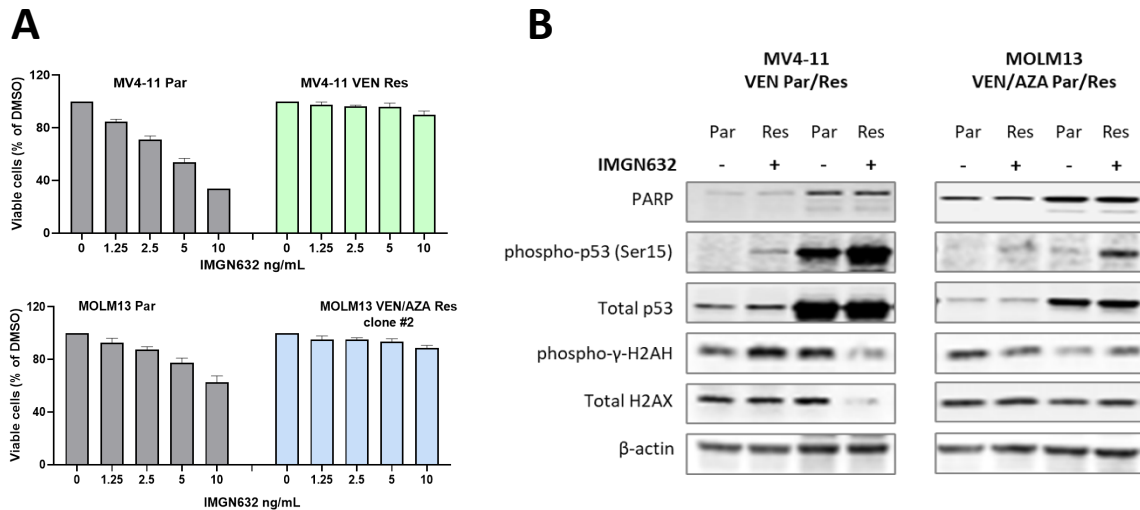 A
MV4-11 Par
MV4-11 VEN Res
Viable cells (% of DMSO)
120
80
40
0
0 1.25 2.5 5 10 0 1.25 2.5 5 10
IMGN632 ng/mL
MOLM13 Par
MOLM13 VEN/AZA Res
clone #2
Viable cells (% of DMSO)
120
80
40
0
0 1.25 2.5 5 10 0 1.25 2.5 5 10
IMGN632 ng/mL
B
MV4-11
VEN Par/Res
MOLM13
VEN/AZA Par/Res
Par Res Par Res Par Res Par Res
IMGN632 - + - + - + - +
PARP
phospho-p53 (Ser15)
Total p53
phospho-γ-H2AH
Total H2AX
β-actin